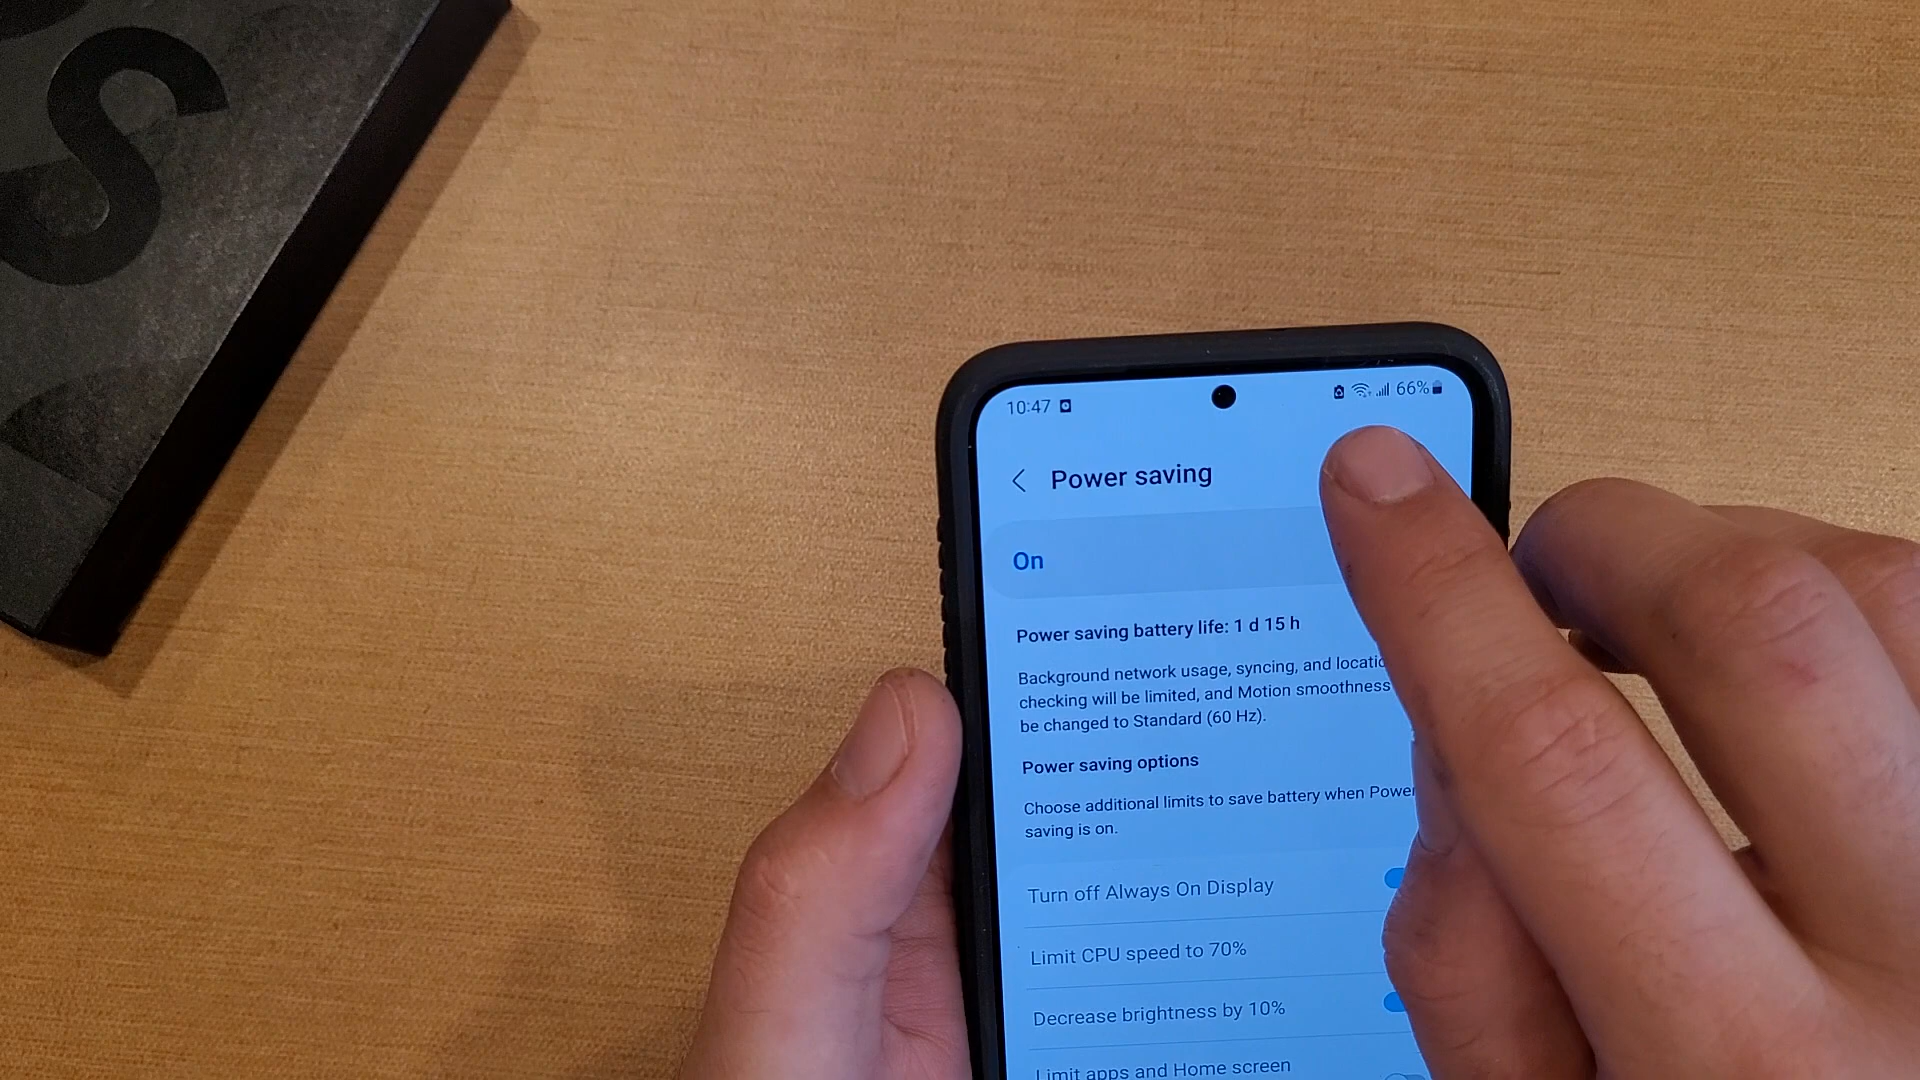 S
10:47 66%
Power saving
On
Power saving battery life: 1 d 15 h
Background network usage, syncing, and
checking will be limited, and Motion smoothness
be changed to Standard (60 Hz).
Power saving options
Choose additional limits to save battery when Power
saving is on.
Turn off Always On Display
Limit CPU speed to 70%
Decrease brightness by 10%
Limit apps and Home screen